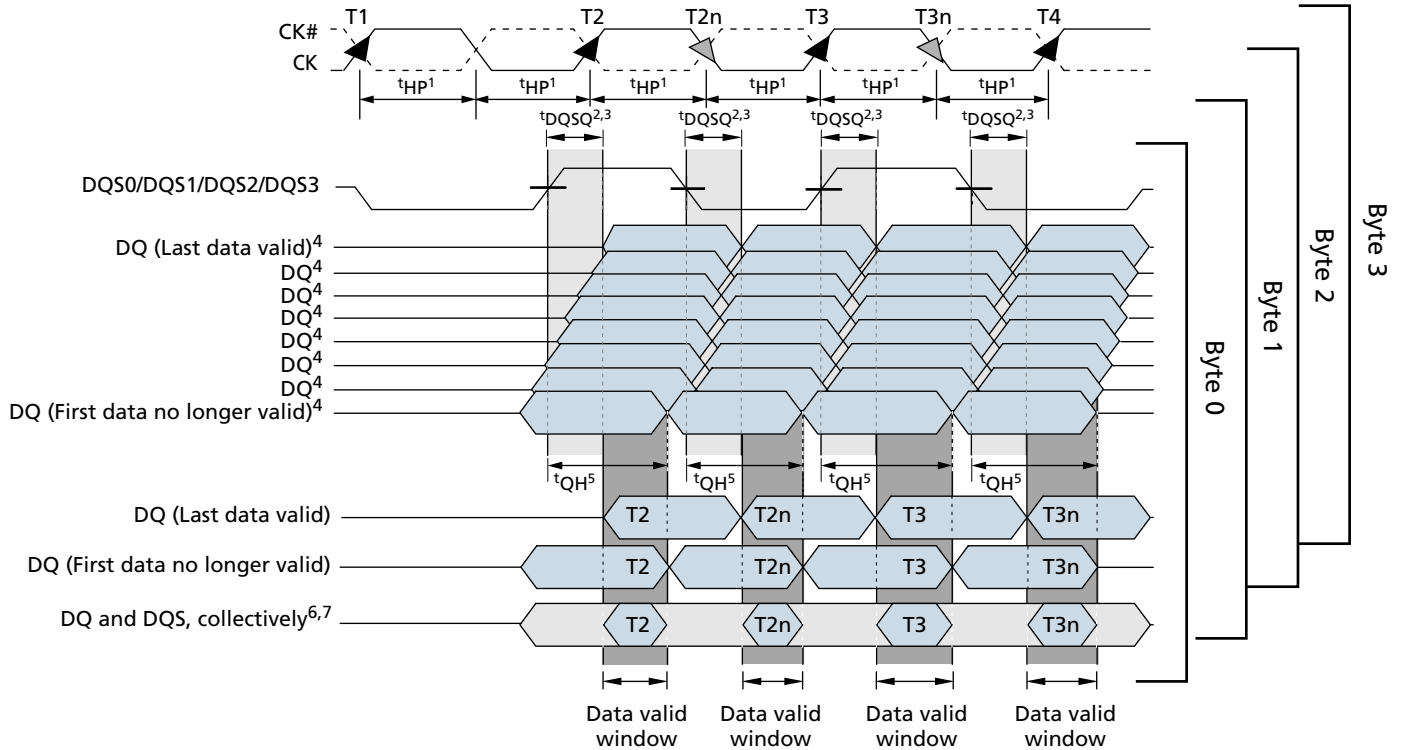 T1 T2 T2n T3 T3n T4
CK#
CK
tHP1 tHP1 tHP1 tHP1 tHP1 tHP1
tDQSQ2,3 tDQSQ2,3 tDQSQ2,3 tDQSQ2,3
DQS0/DQS1/DQS2/DQS3
DQ (Last data valid)4
DQ4
DQ4
DQ4
DQ4
DQ4
DQ4
DQ (First data no longer valid)4
tQH5 tQH5 tQH5 tQH5
DQ (Last data valid) T2 T2n T3 T3n
DQ (First data no longer valid) T2 T2n T3 T3n
DQ and DQS, collectively6,7 T2 T2n T3 T3n
Data valid window
Data valid window
Data valid window
Data valid window
Byte 0
Byte 1
Byte 2
Byte 3